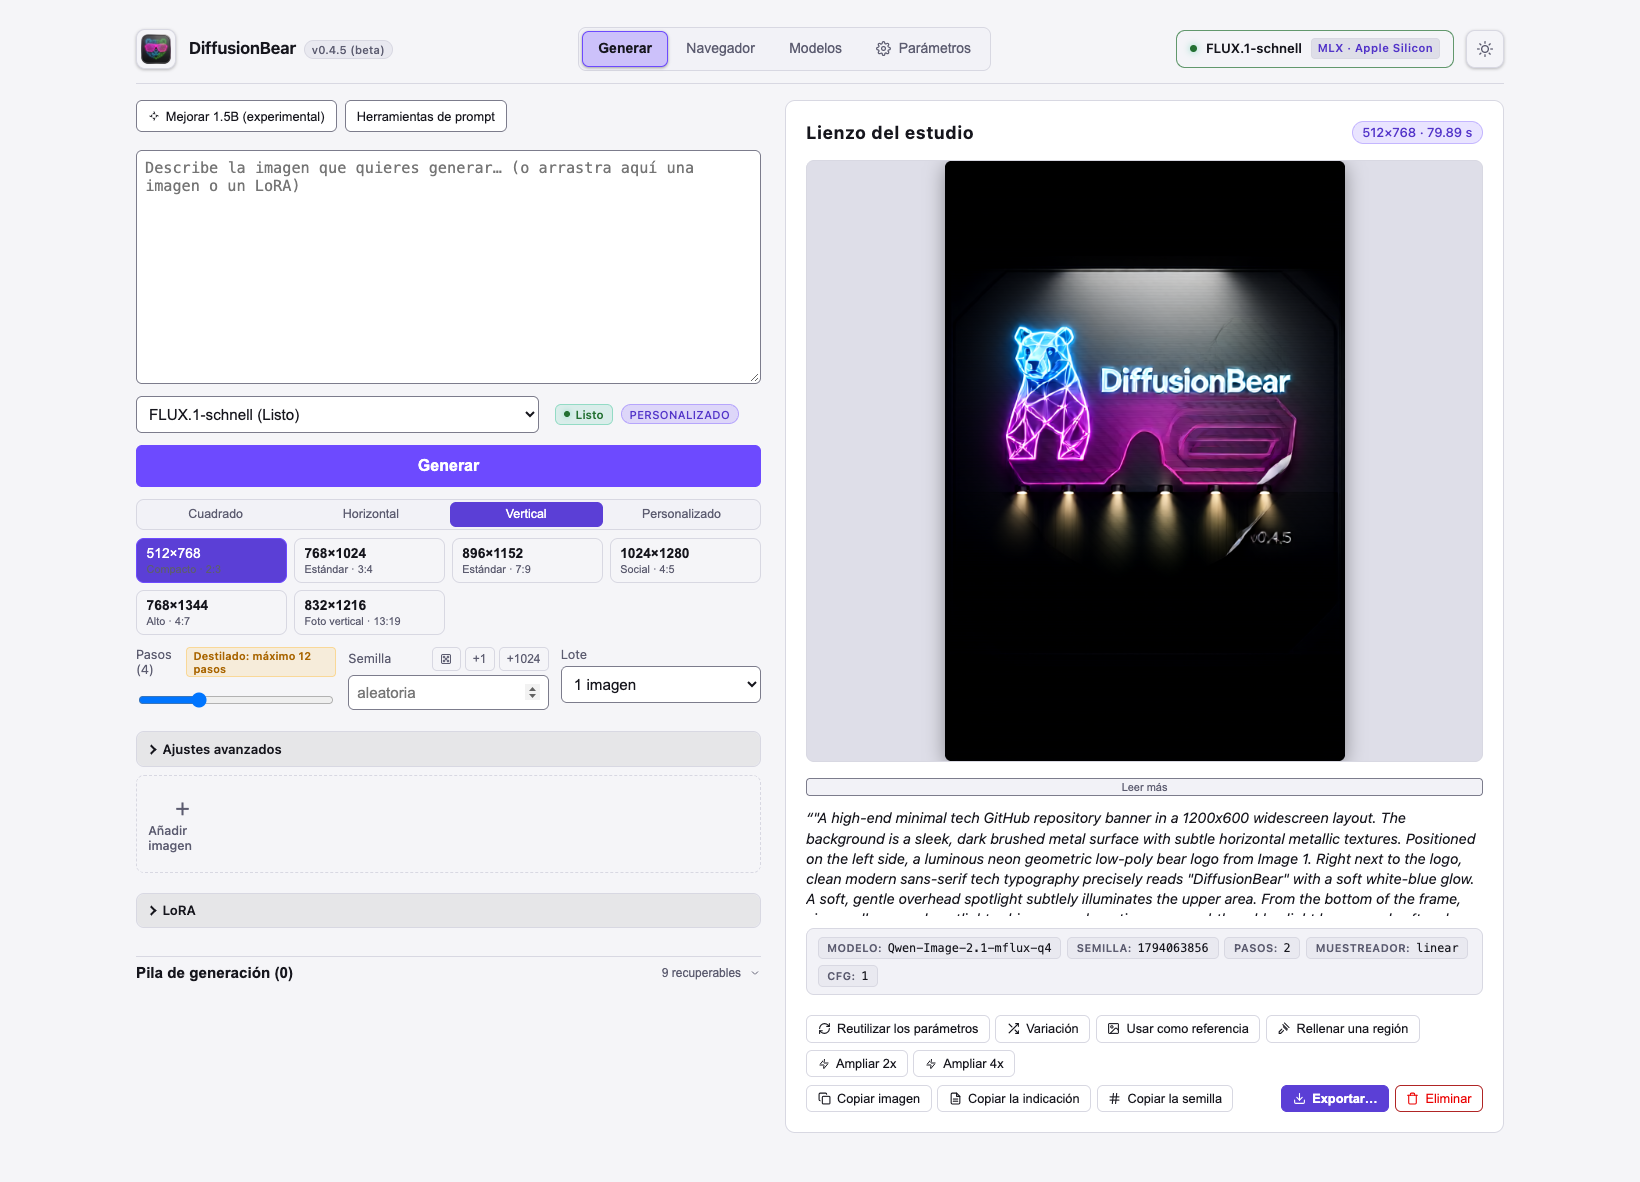 DiffusionBear
v0.4.5 (beta)
Generar
Navegador
Modelos
Parámetros
FLUX.1-schnell
MLX · Apple Silicon
Mejorar 1.5B (experimental)
Herramientas de prompt
Describe la imagen que quieres generar… (o arrastra aquí una
imagen o un LoRA)
FLUX.1-schnell (Listo)
Listo
PERSONALIZADO
Generar
Cuadrado
Horizontal
Vertical
Personalizado
512×768
768×1024
Estándar · 3:4
896×1152
Estándar · 7:9
1024×1280
Social · 4:5
768×1344
Alto · 4:7
832×1216
Foto vertical · 13:19
Pasos
(4)
Destilado: máximo 12
pasos
Semilla
+1
+1024
aleatoria
Lote
1 imagen
Ajustes avanzados
Añadir
imagen
LoRA
Pila de generación (0)
9 recuperables
Lienzo del estudio
512×768 · 79.89 s
DiffusionBear
v0.4.5
Leer más
“"A high-end minimal tech GitHub repository banner in a 1200x600 widescreen layout. The
background is a sleek, dark brushed metal surface with subtle horizontal metallic textures. Positioned
on the left side, a luminous neon geometric low-poly bear logo from Image 1. Right next to the logo,
clean modern sans-serif tech typography precisely reads "DiffusionBear" with a soft white-blue glow.
A soft, gentle overhead spotlight subtlely illuminates the upper area. From the bottom of the frame,
MODELO: Qwen-Image-2.1-mflux-q4
SEMILLA: 1794063856
PASOS: 2
MUESTREADOR: linear
CFG: 1
Reutilizar los parámetros
Variación
Usar como referencia
Rellenar una región
Ampliar 2x
Ampliar 4x
Copiar imagen
Copiar la indicación
Copiar la semilla
Exportar…
Eliminar